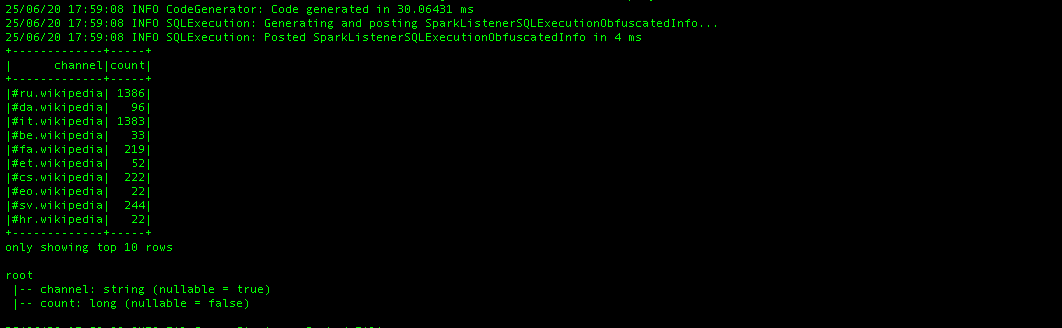 25/06/20 17:59:08 INFO CodeGenerator: Code generated in 30.06431 ms
25/06/20 17:59:08 INFO SQLExecution: Generating and posting SparkListenerSQLExecutionObfuscatedInfo...
25/06/20 17:59:08 INFO SQLExecution: Posted SparkListenerSQLExecutionObfuscatedInfo in 4 ms
+-------------+-----+
|      channel|count|
+-------------+-----+
|#ru.wikipedia| 1386|
|#da.wikipedia|   96|
|#it.wikipedia| 1383|
|#be.wikipedia|   33|
|#fa.wikipedia|  219|
|#et.wikipedia|   52|
|#cs.wikipedia|  222|
|#eo.wikipedia|   22|
|#sv.wikipedia|  244|
|#hr.wikipedia|   22|
+-------------+-----+
only showing top 10 rows
root
 |-- channel: string (nullable = true)
 |-- count: long (nullable = false)